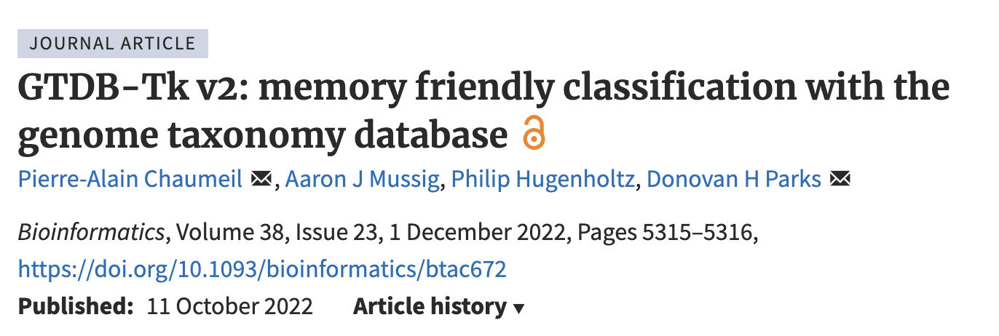 JOURNAL ARTICLE
GTDB-Tk v2: memory friendly classification with the
genome taxonomy database
Pierre-Alain Chaumeil, Aaron J Mussig, Philip Hugenholtz, Donovan H Parks
Bioinformatics, Volume 38, Issue 23, 1 December 2022, Pages 5315–5316,
https://doi.org/10.1093/bioinformatics/btac672
Published: 11 October 2022 Article history ▼